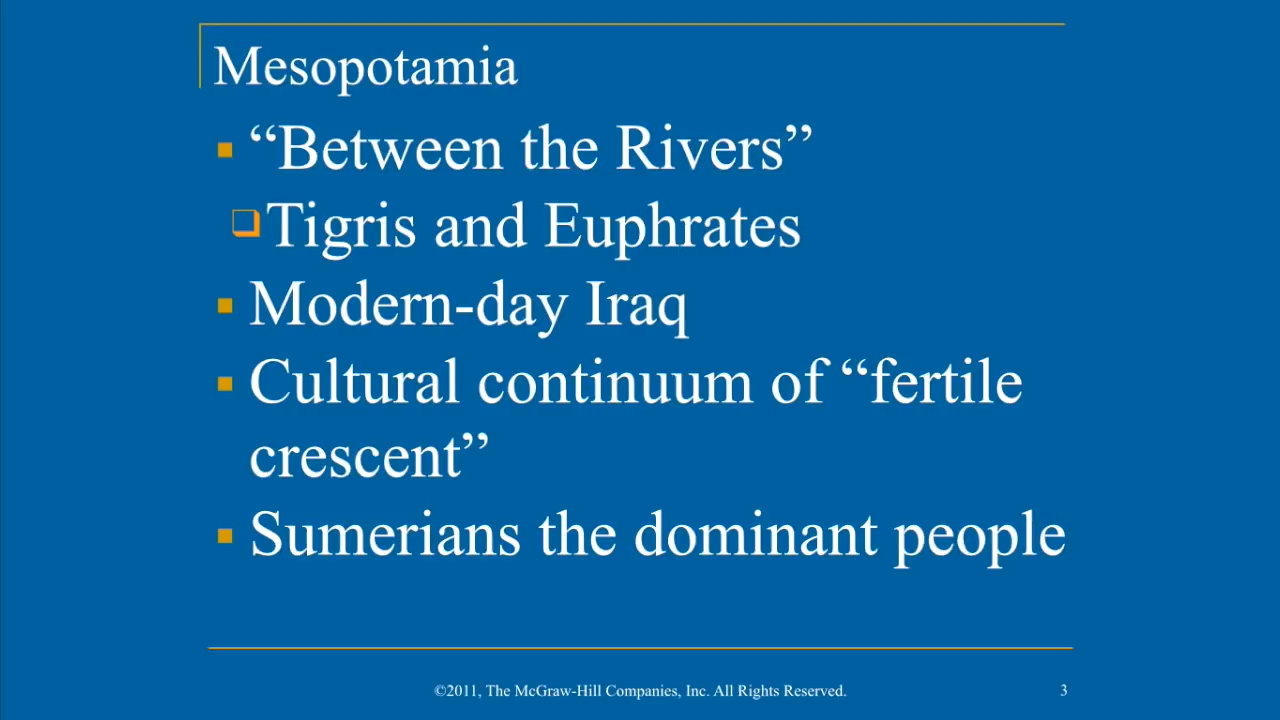 Mesopotamia
“Between the Rivers”
Tigris and Euphrates
Modern-day Iraq
Cultural continuum of “fertile
crescent”
Sumerians the dominant people
©2011, The McGraw-Hill Companies, Inc. All Rights Reserved.
3